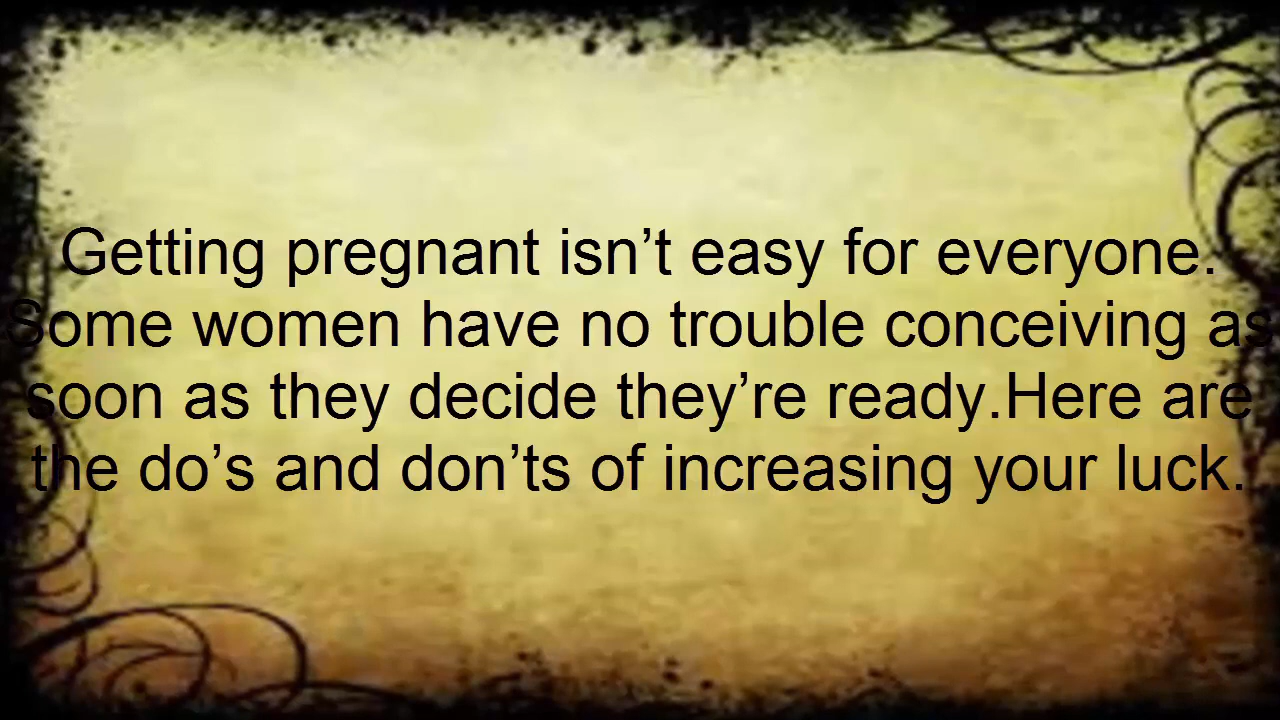 Getting pregnant isn’t easy for everyone.
Some women have no trouble conceiving as
soon as they decide they’re ready.Here are
the do’s and don’ts of increasing your luck.